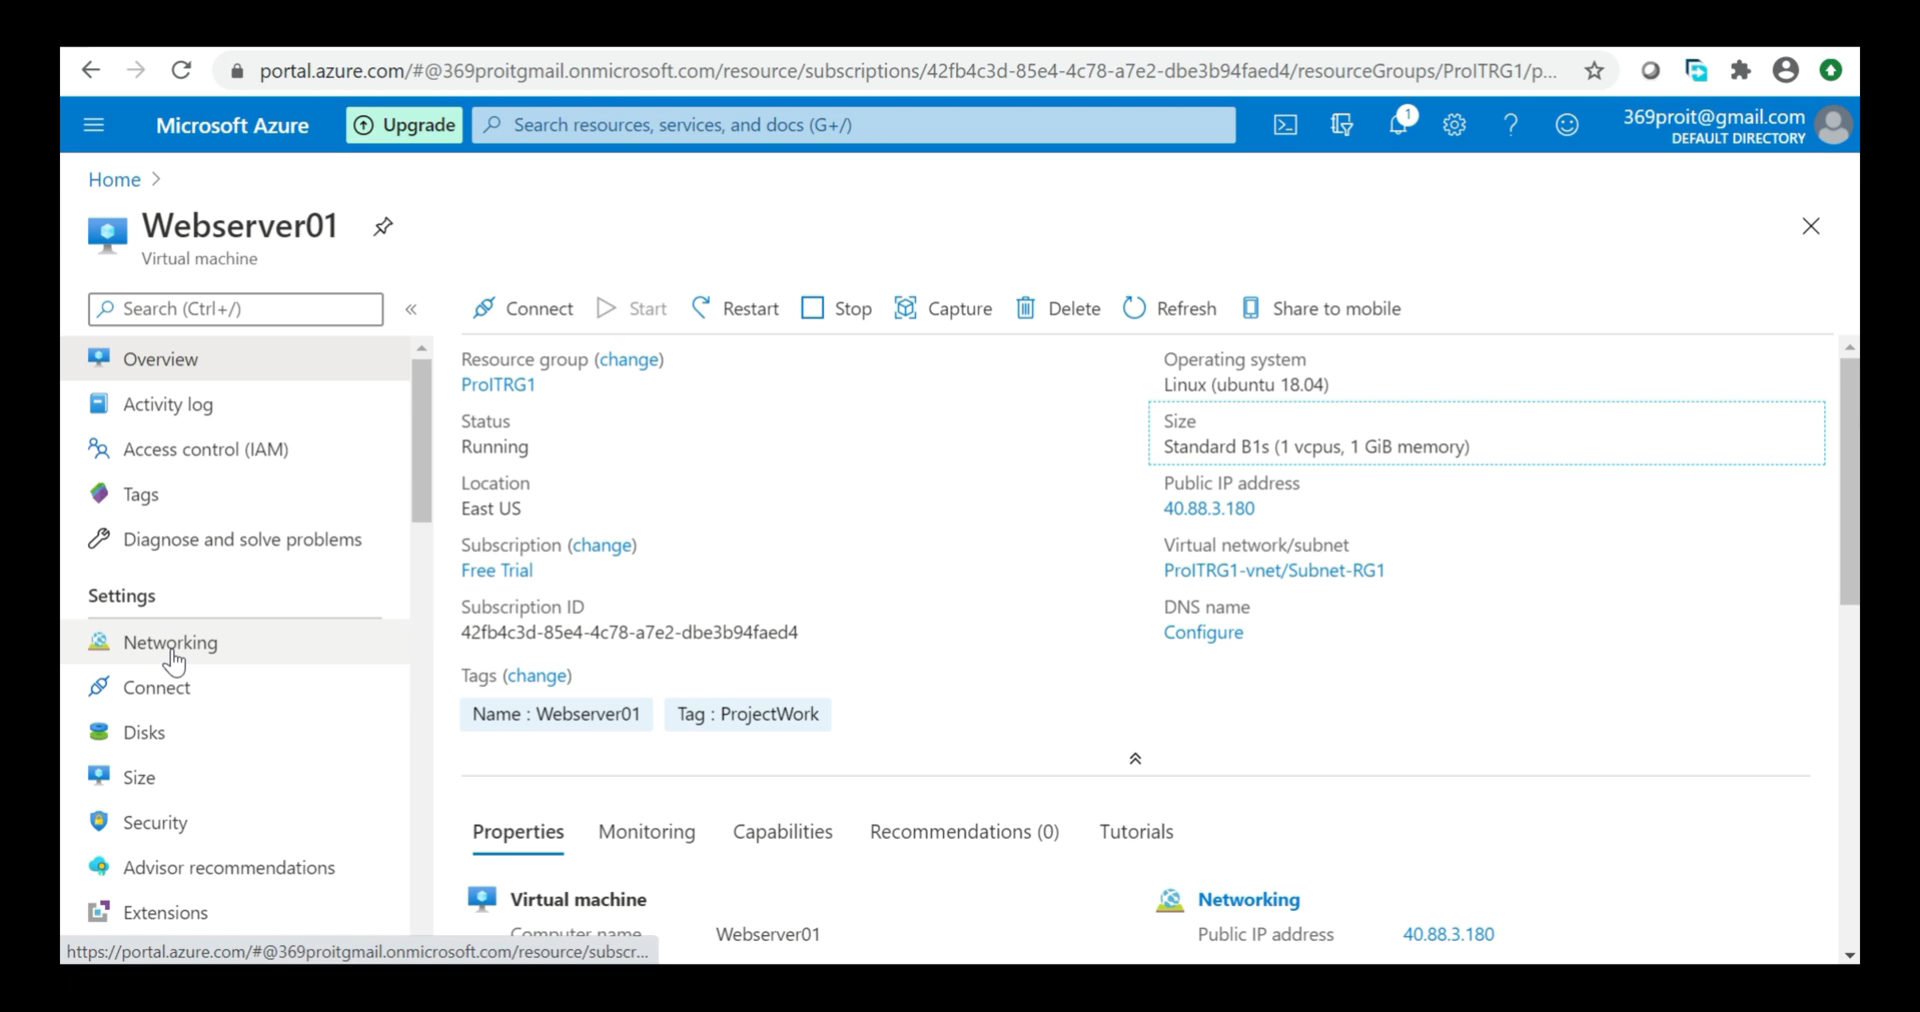 portal.azure.com/#@369proitgmail.onmicrosoft.com/resource/subscriptions/42fb4c3d-85e4-4c78-a7e2-dbe3b94faed4/resourceGroups/ProITRG1/p...
Microsoft Azure
Upgrade
Search resources, services, and docs (G+/)
1
369proit@gmail.com
DEFAULT DIRECTORY
Home >
Webserver01
Virtual machine
Search (Ctrl+/)
«
Connect Start Restart Stop Capture Delete Refresh Share to mobile
Overview
Activity log
Access control (IAM)
Tags
Diagnose and solve problems
Settings
Networking
Connect
Disks
Size
Security
Advisor recommendations
Extensions
Resource group (change)
ProITRG1
Status
Running
Location
East US
Subscription (change)
Free Trial
Subscription ID
42fb4c3d-85e4-4c78-a7e2-dbe3b94faed4
Tags (change)
Name : Webserver01
Tag : ProjectWork
Operating system
Linux (ubuntu 18.04)
Size
Standard B1s (1 vcpus, 1 GiB memory)
Public IP address
40.88.3.180
Virtual network/subnet
ProITRG1-vnet/Subnet-RG1
DNS name
Configure
Properties Monitoring Capabilities Recommendations (0) Tutorials
Virtual machine
Computer name Webserver01
Networking
Public IP address 40.88.3.180
https://portal.azure.com/#@369proitgmail.onmicrosoft.com/resource/subscr...